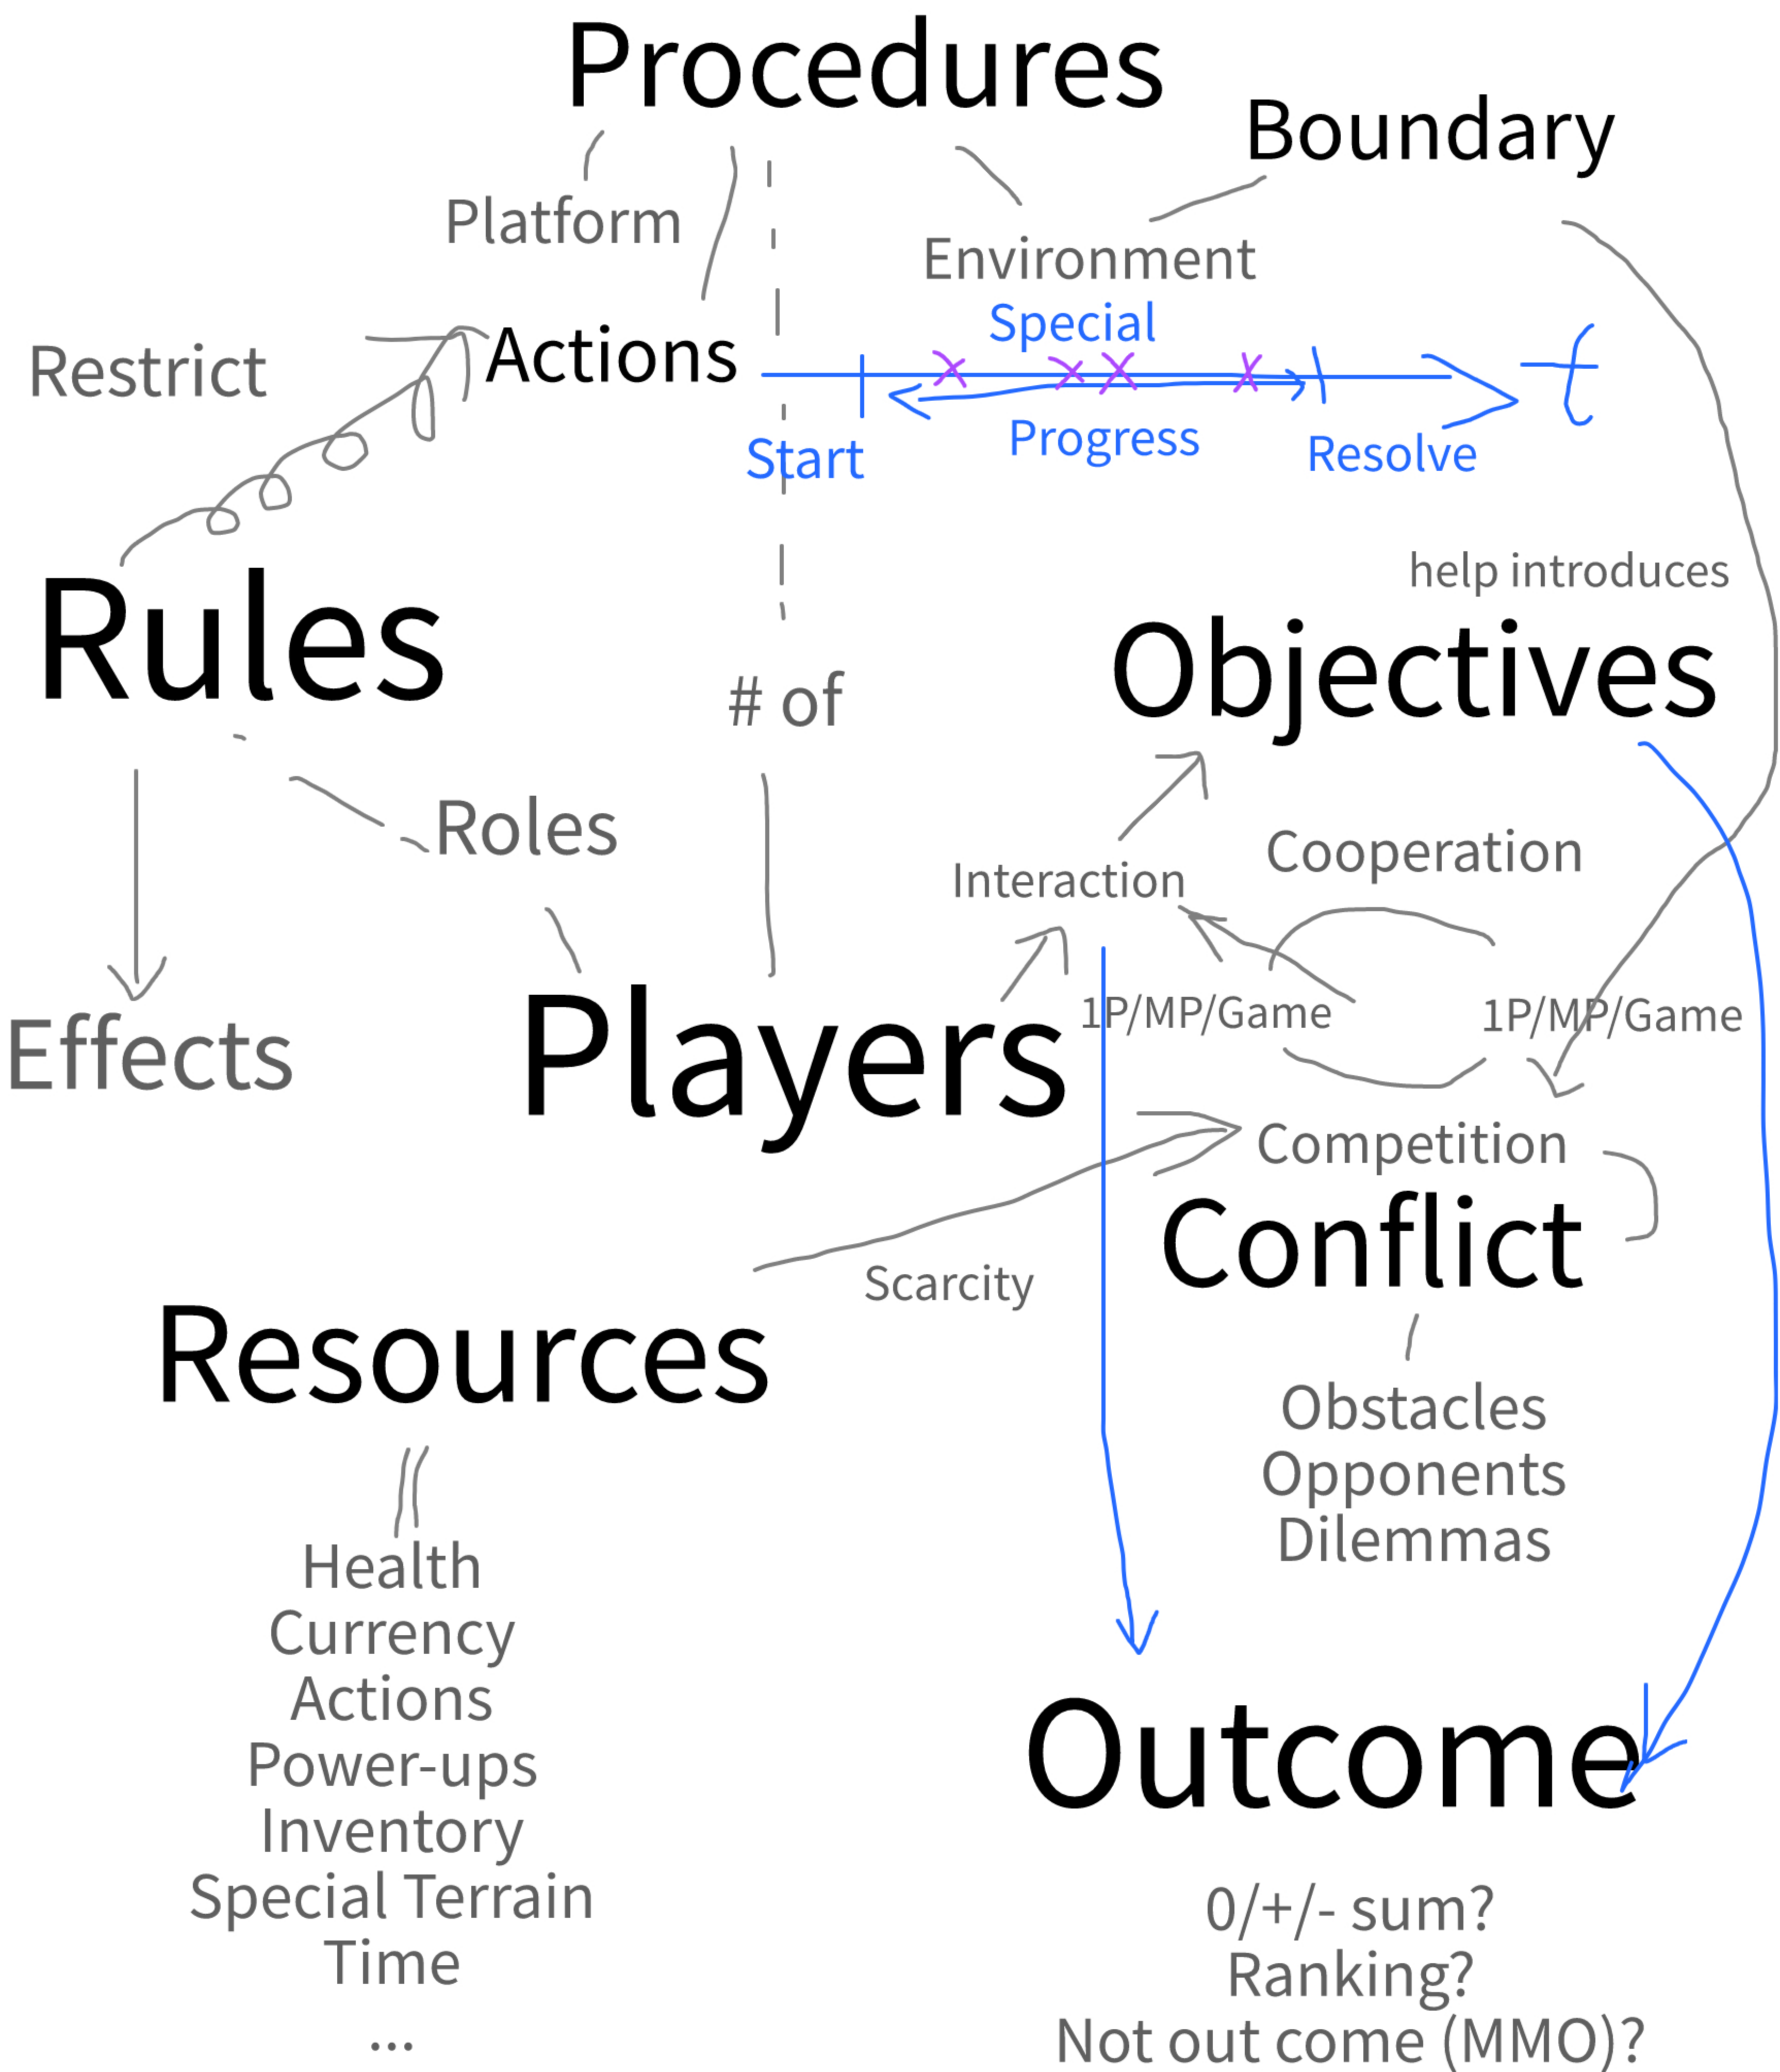 Procedures
Boundary
Platform
Environment
Special
Restrict
Actions
t
Start
Progress
Resolve
help introduces
Rules
Objectives
# of
Roles
Cooperation
Interaction
1P/MP/Game
1P/MP/Game
Effects
Players
Competition
Conflict
Scarcity
Resources
Obstacles
Opponents
Dilemmas
Health
Currency
Actions
Power-ups
Inventory
Special Terrain
Time
...
Outcome
0/+/- sum?
Ranking?
Not out come (MMO)?